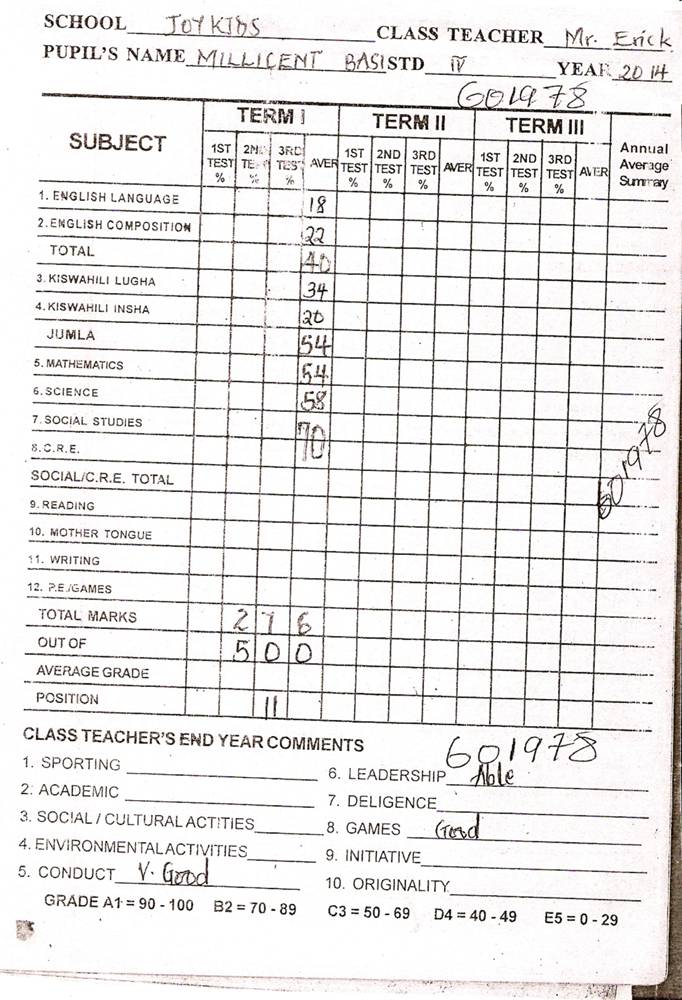 SCHOOL JOYKIDS CLASS TEACHER Mr. Erick
PUPIL'S NAME MILLICENT BASI STD IV YEAR 2014
601978
SUBJECT TERM I TERM II TERM III Annual Average Summary
1ST TEST % 2ND TEST % 3RD TEST % AVER 1ST TEST % 2ND TEST % 3RD TEST % AVER 1ST TEST % 2ND TEST % 3RD TEST % AVER
1. ENGLISH LANGUAGE 18
2. ENGLISH COMPOSITION 22
TOTAL 40
3. KISWAHILI LUGHA 34
4. KISWAHILI INSHA 20
JUMLA 54
5. MATHEMATICS 54
6. SCIENCE 58
7. SOCIAL STUDIES 70
8. C.R.E.
601978
SOCIAL/C.R.E. TOTAL
9. READING
10. MOTHER TONGUE
11. WRITING
12. P.E./GAMES
TOTAL MARKS 2 7 6
OUT OF 5 0 0
AVERAGE GRADE
POSITION 11
CLASS TEACHER'S END YEAR COMMENTS 601978
1. SPORTING 6. LEADERSHIP Able
2. ACADEMIC 7. DELIGENCE
3. SOCIAL / CULTURAL ACTITIES 8. GAMES Good
4. ENVIRONMENTAL ACTIVITIES 9. INITIATIVE
5. CONDUCT V. Good 10. ORIGINALITY
GRADE A1 = 90 - 100 B2 = 70 - 89 C3 = 50 - 69 D4 = 40 - 49 E5 = 0 - 29